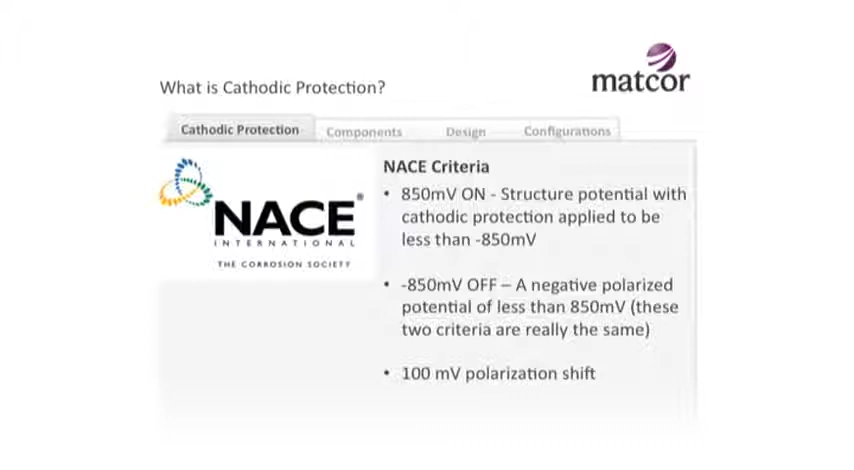 matcor
What is Cathodic Protection?
Cathodic Protection
Components
Design
Configurations
NACE®
INTERNATIONAL
THE CORROSION SOCIETY
NACE Criteria
• 850mV ON - Structure potential with
cathodic protection applied to be
less than -850mV
• -850mV OFF – A negative polarized
potential of less than 850mV (these
two criteria are really the same)
• 100 mV polarization shift